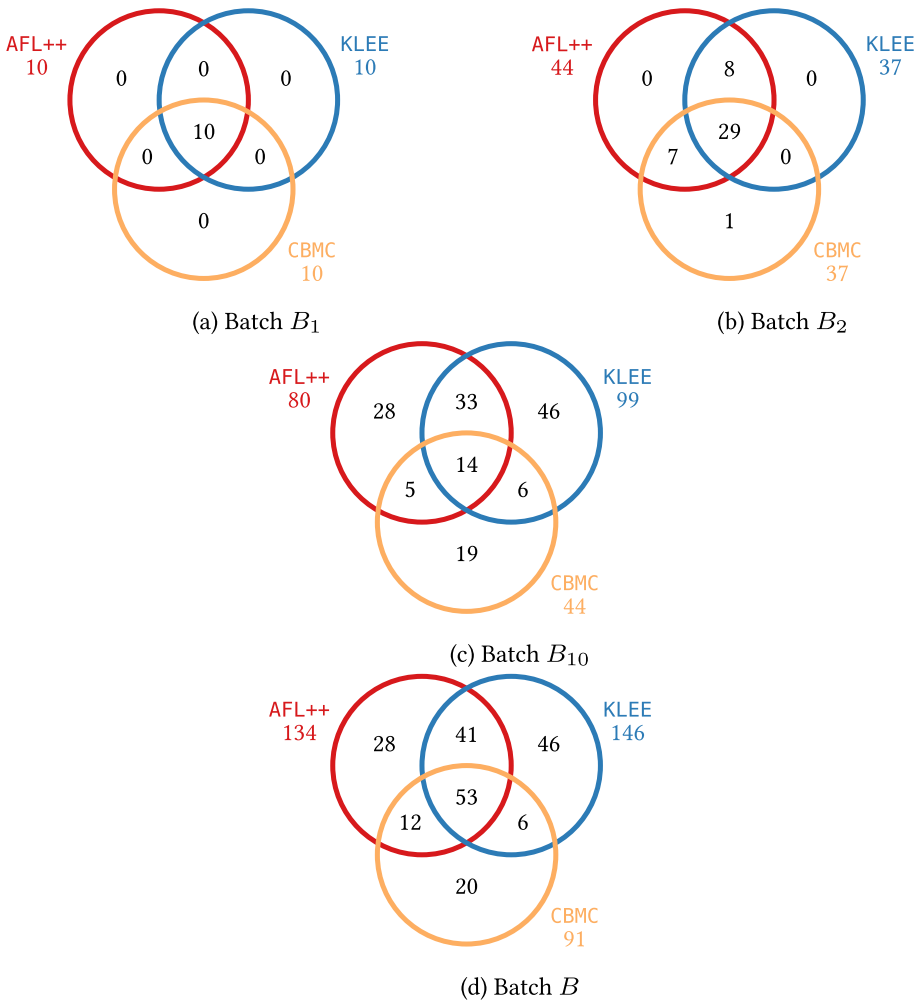 AFL++
10
KLEE
10
0
0
0
10
0
0
0
CBMC
10
(a) Batch B₁
AFL++
44
KLEE
37
0
8
0
29
7
0
1
CBMC
37
(b) Batch B₂
AFL++
80
KLEE
99
28
33
46
14
5
6
19
CBMC
44
(c) Batch B₁₀
AFL++
134
KLEE
146
28
41
46
53
12
6
20
CBMC
91
(d) Batch B